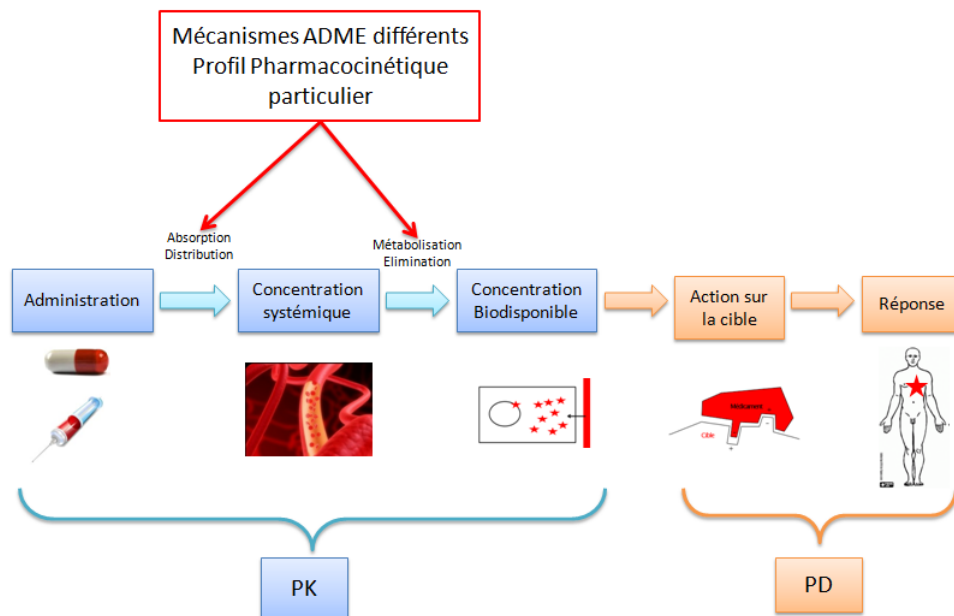 Mécanismes ADME différents
Profil Pharmacocinétique
particulier
Absorption
Distribution
Métabolisation
Elimination
Administration
Concentration
systémique
Concentration
Biodisponible
Action sur
la cible
Réponse
Médicament
Cible
PK
PD